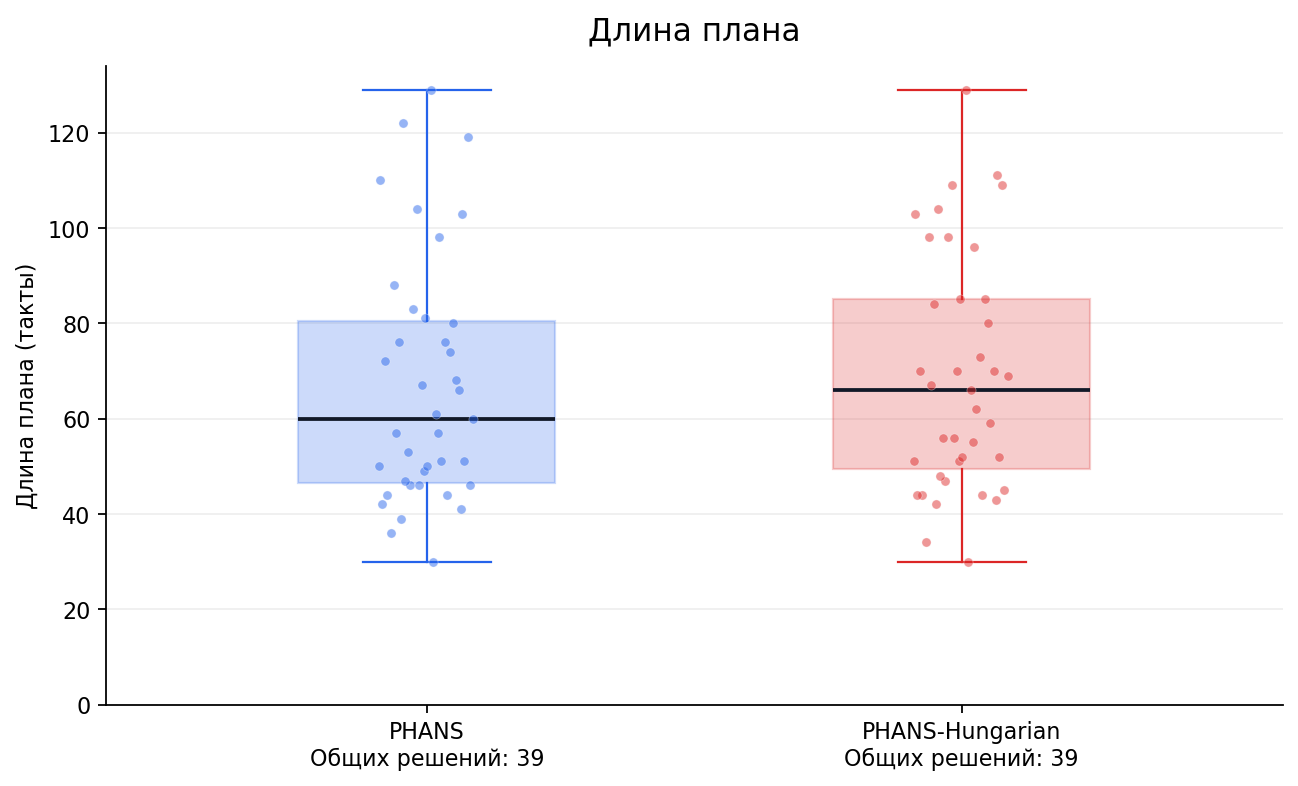 Длина плана
Длина плана (такты)
120
100
80
60
40
20
0
PHANS
Общих решений: 39
PHANS-Hungarian
Общих решений: 39